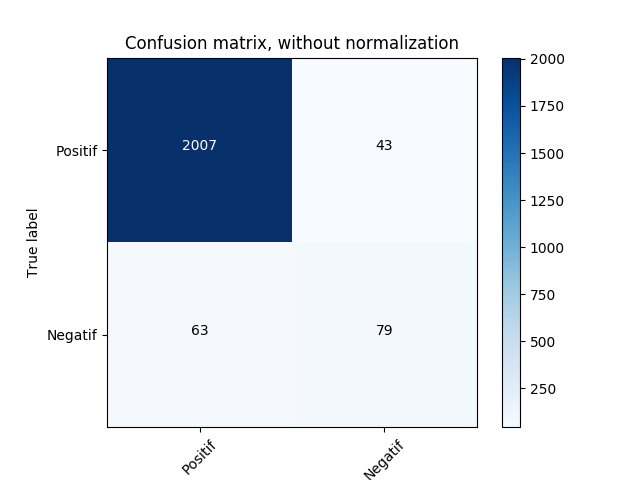 Confusion matrix, without normalization
True label
Positif
Negatif
2007
43
63
79
Positif
Negatif
2000
1750
1500
1250
1000
750
500
250